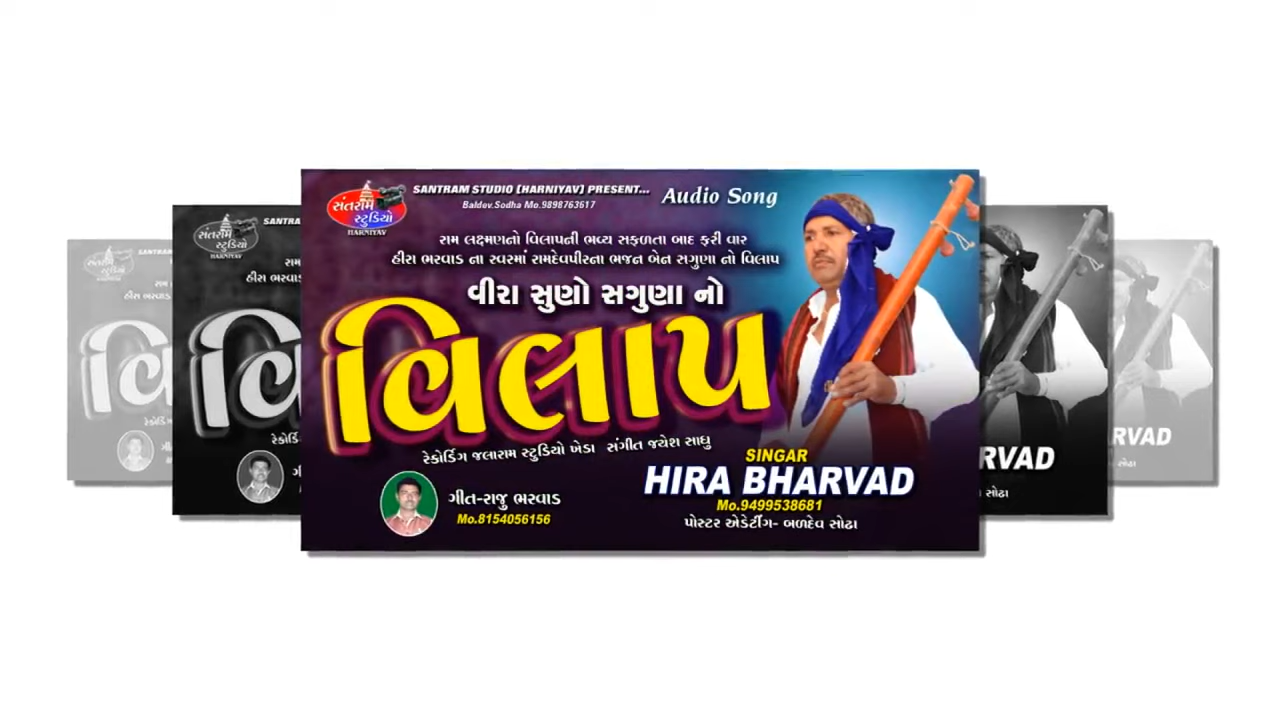 સંતરામ
સ્ટુડિયો
HARNIYAV
SANTRAM STUDIO [HARNIYAV] PRESENT...
Baldev.Sodha Mo.9898763617
Audio Song
રામ લક્ષ્મણનો વિલાપની ભવ્ય સફળતા બાદ ફરી વાર
હીરા ભરવાડ ના સ્વરમાં રામદેવપીરના ભજન બેન સગુણા નો વિલાપ
વીરા સુણો સગુણા નો
વિલાપ
રેકોર્ડિગ જલારામ સ્ટુડિયો ખેડા સંગીત જયેશ સાધુ
ગીત-રાજુ ભરવાડ
Mo.8154056156
SINGAR
HIRA BHARVAD
Mo.9499538681
પોસ્ટર એડેર્ટીંગ- બળદેવ સોઢા